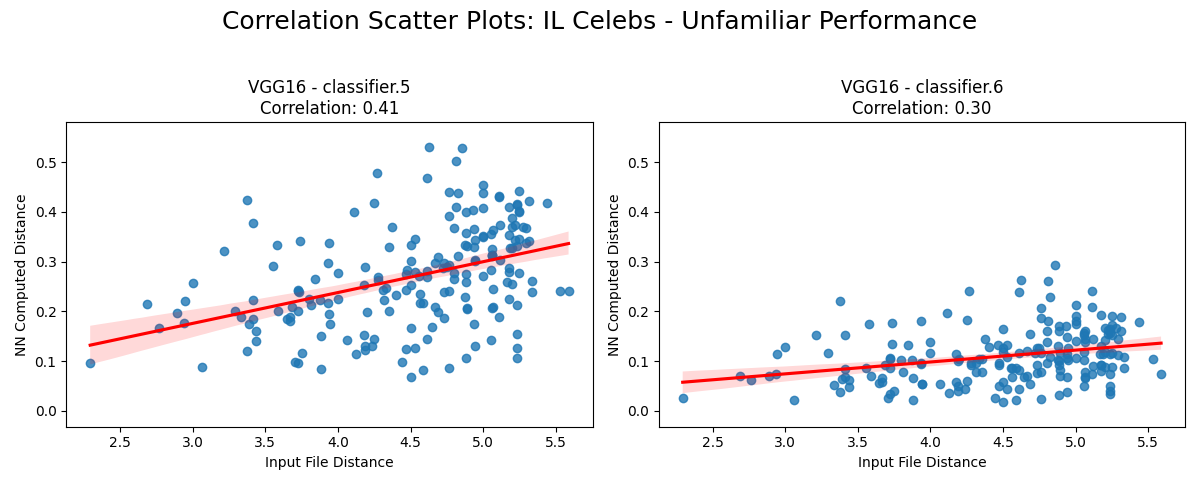 Correlation Scatter Plots: IL Celebs - Unfamiliar Performance
VGG16 - classifier.5
Correlation: 0.41
NN Computed Distance
0.5
0.4
0.3
0.2
0.1
0.0
2.5 3.0 3.5 4.0 4.5 5.0 5.5
Input File Distance
VGG16 - classifier.6
Correlation: 0.30
NN Computed Distance
0.5
0.4
0.3
0.2
0.1
0.0
2.5 3.0 3.5 4.0 4.5 5.0 5.5
Input File Distance